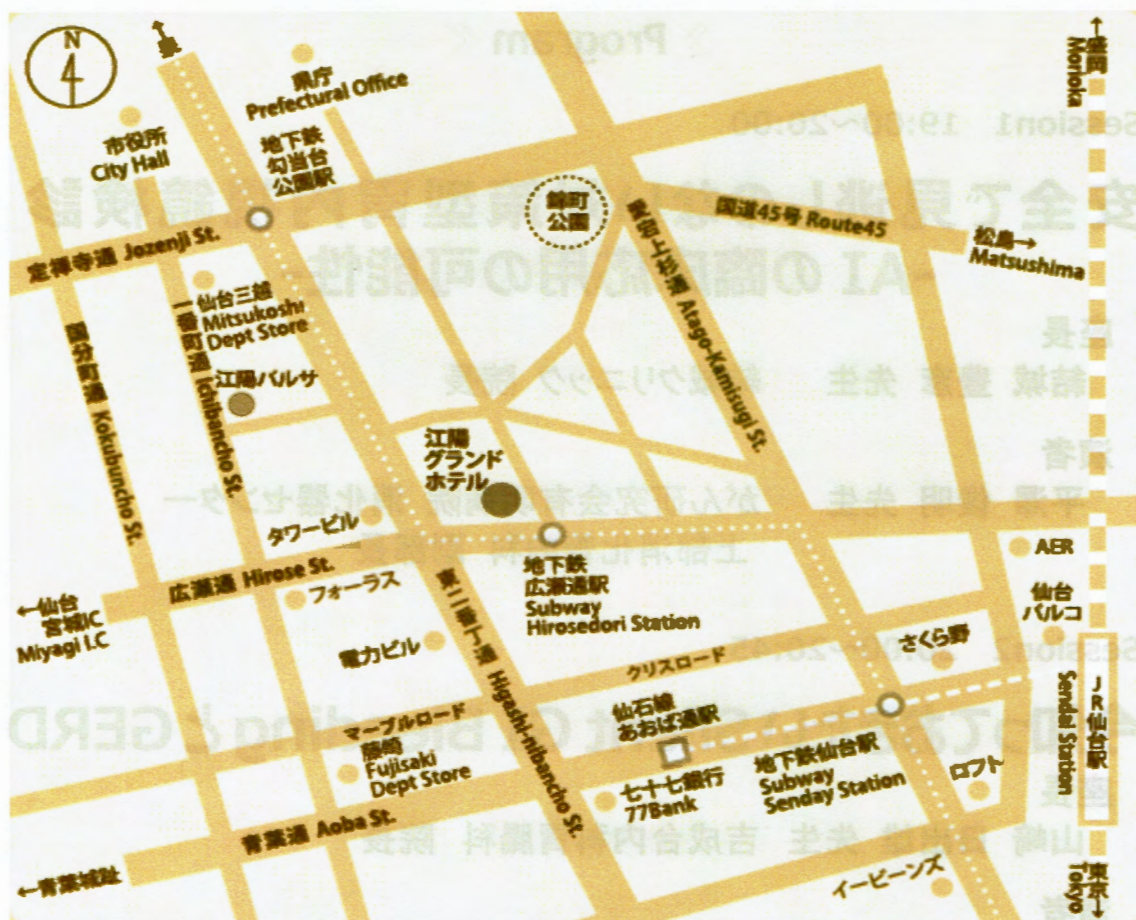 N
県庁
Prefectural Office
市役所
City Hall
地下鉄
勾当台
公園駅
錦町
公園
国道45号 Route45
松島→
Matsushima
←盛岡
Morioka
定禅寺通 Jozenji St.
仙台三越
Mitsukoshi
Dept Store
一番町通 Ichibancho St.
国分町通 Kokubuncho St.
江陽パルサ
愛宕上杉通 Atago-Kamisugi St.
江陽
グランド
ホテル
タワービル
広瀬通 Hirose St.
地下鉄
広瀬通駅
Subway
Hirosedori Station
AER
仙台
パルコ
←仙台
宮城IC
Miyagi I.C
フォーラス
電力ビル
東二番丁通 Higashi-nibancho St.
クリスロード
さくら野
JR仙台駅
Sendai Station
マーブルロード
藤崎
Fujisaki
Dept Store
仙石線
あおば通駅
地下鉄仙台駅
Subway
Senday Station
ロフト
七十七銀行
77Bank
青葉通 Aoba St.
←青葉城趾
イービーンズ
東京→
Tokyo
Program